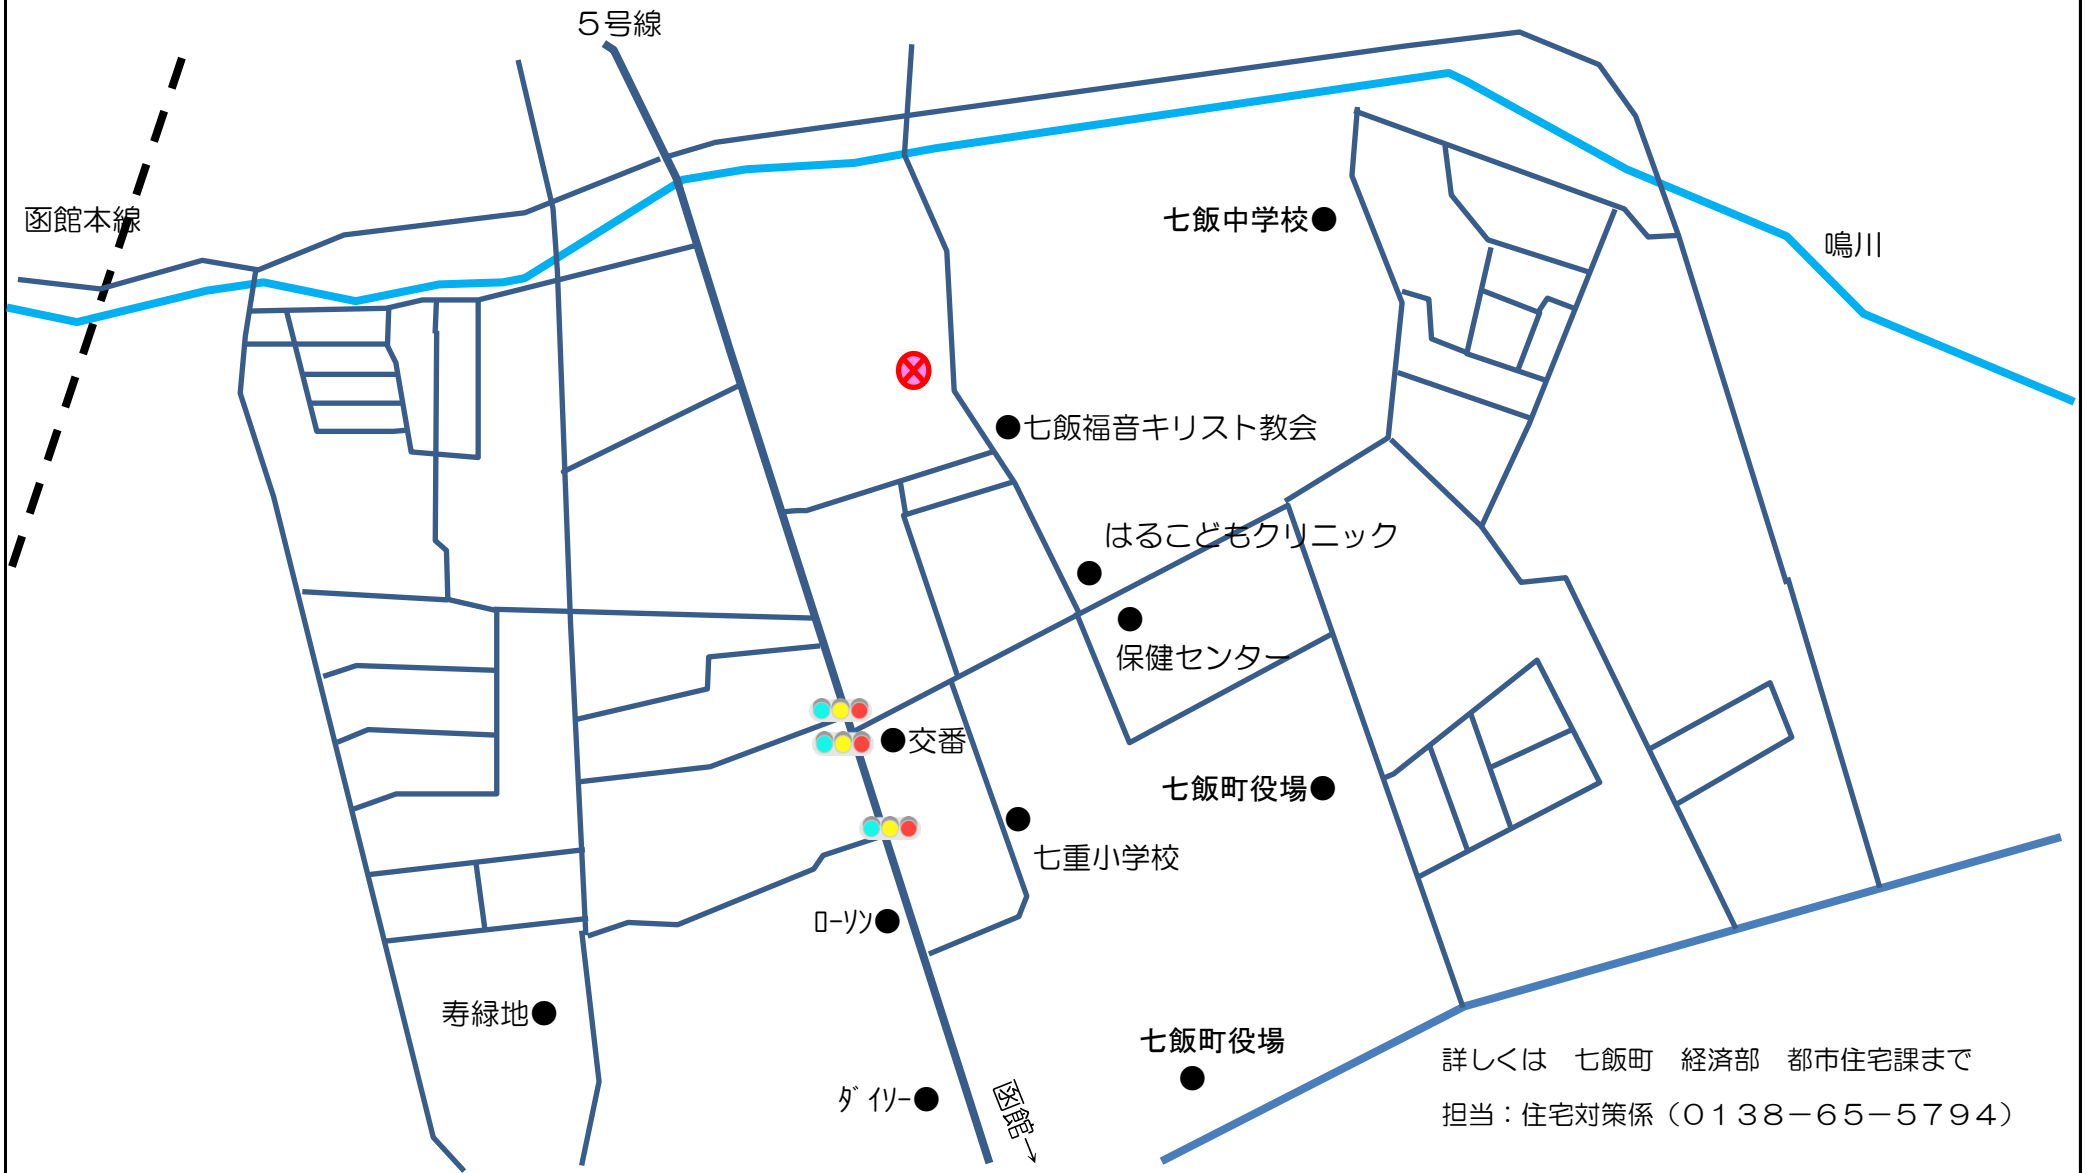 ５号線
函館本線
七飯中学校
鳴川
七飯福音キリスト教会
はるこどもクリニック
保健センター
交番
七飯町役場
七重小学校
ﾛｰｿﾝ
寿緑地
七飯町役場
ﾀﾞｲｿｰ
函館→
詳しくは　七飯町　経済部　都市住宅課まで
担当：住宅対策係（０１３８－６５－５７９４）